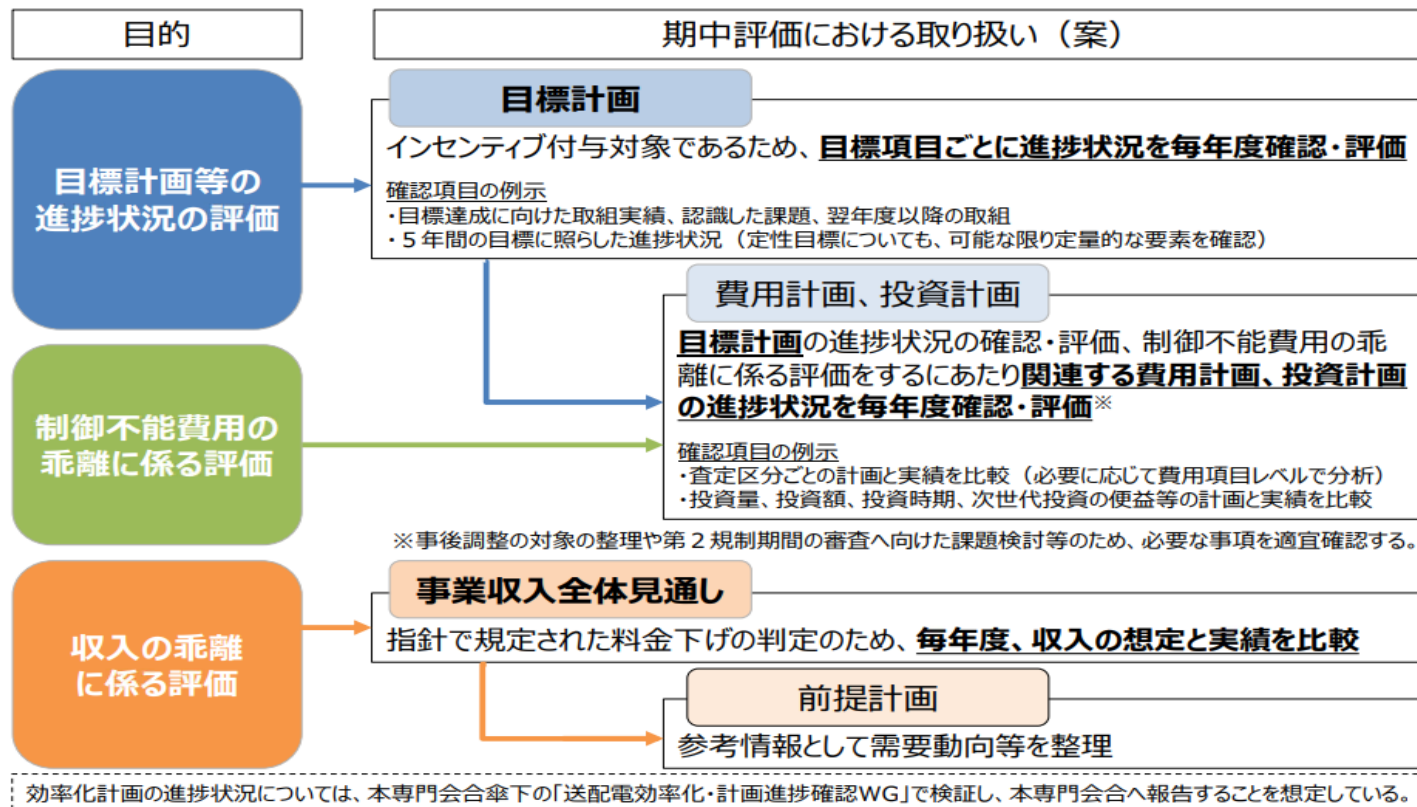 目的
期中評価における取り扱い（案）
目標計画等の
進捗状況の評価
目標計画
インセンティブ付与対象であるため、目標項目ごとに進捗状況を毎年度確認・評価
確認項目の例示
・目標達成に向けた取組実績、認識した課題、翌年度以降の取組
・５年間の目標に照らした進捗状況（定性目標についても、可能な限り定量的な要素を確認）
費用計画、投資計画
目標計画の進捗状況の確認・評価、制御不能費用の乖
離に係る評価をするにあたり関連する費用計画、投資計画
の進捗状況を毎年度確認・評価※
確認項目の例示
・査定区分ごとの計画と実績を比較（必要に応じて費用項目レベルで分析）
・投資量、投資額、投資時期、次世代投資の便益等の計画と実績を比較
制御不能費用の
乖離に係る評価
※事後調整の対象の整理や第２規制期間の審査へ向けた課題検討等のため、必要な事項を適宜確認する。
収入の乖離
に係る評価
事業収入全体見通し
指針で規定された料金下げの判定のため、毎年度、収入の想定と実績を比較
前提計画
参考情報として需要動向等を整理
効率化計画の進捗状況については、本専門会合傘下の「送配電効率化・計画進捗確認WG」で検証し、本専門会合へ報告することを想定している。